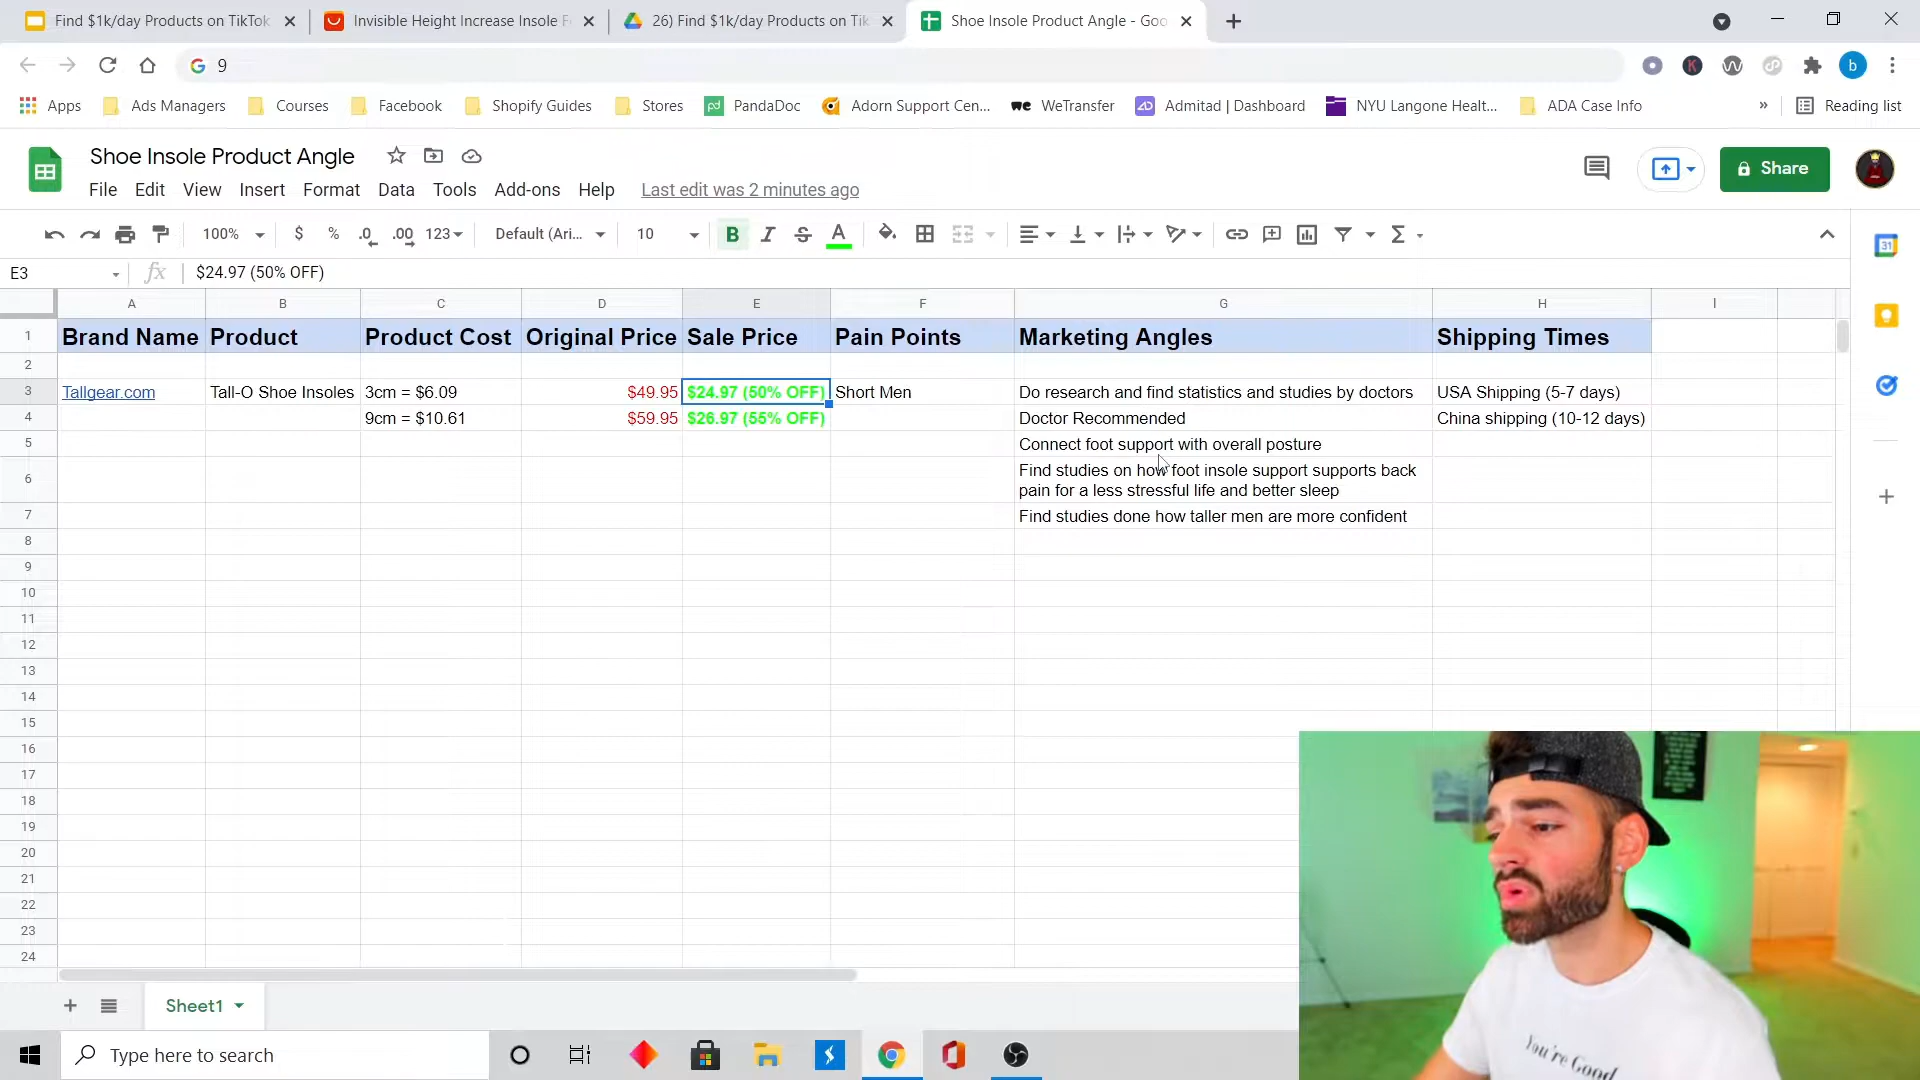 Find $1k/day Products on TikTok
Invisible Height Increase Insole F
26) Find $1k/day Products on Tik
Shoe Insole Product Angle - Goo
9
K
b
Apps
Ads Managers
Courses
Facebook
Shopify Guides
Stores
pd PandaDoc
Adorn Support Cen...
we WeTransfer
Admitad | Dashboard
NYU Langone Healt...
ADA Case Info
»
Reading list
Shoe Insole Product Angle
File Edit View Insert Format Data Tools Add-ons Help Last edit was 2 minutes ago
Share
100% $ % .0 .00 123 Default (Ari... 10 B I S A Σ
31
E3 fx $24.97 (50% OFF)
A B C D E F G H I
1 Brand Name Product Product Cost Original Price Sale Price Pain Points Marketing Angles Shipping Times
2
3 Tallgear.com Tall-O Shoe Insoles 3cm = $6.09 $49.95 $24.97 (50% OFF) Short Men Do research and find statistics and studies by doctors USA Shipping (5-7 days)
4 9cm = $10.61 $59.95 $26.97 (55% OFF) Doctor Recommended China shipping (10-12 days)
5 Connect foot support with overall posture
6 Find studies on how foot insole support supports back
pain for a less stressful life and better sleep
7 Find studies done how taller men are more confident
8
9
10
11
12
13
14
15
16
17
18
19
20
21
22
23
24
Sheet1
Type here to search
You're Good